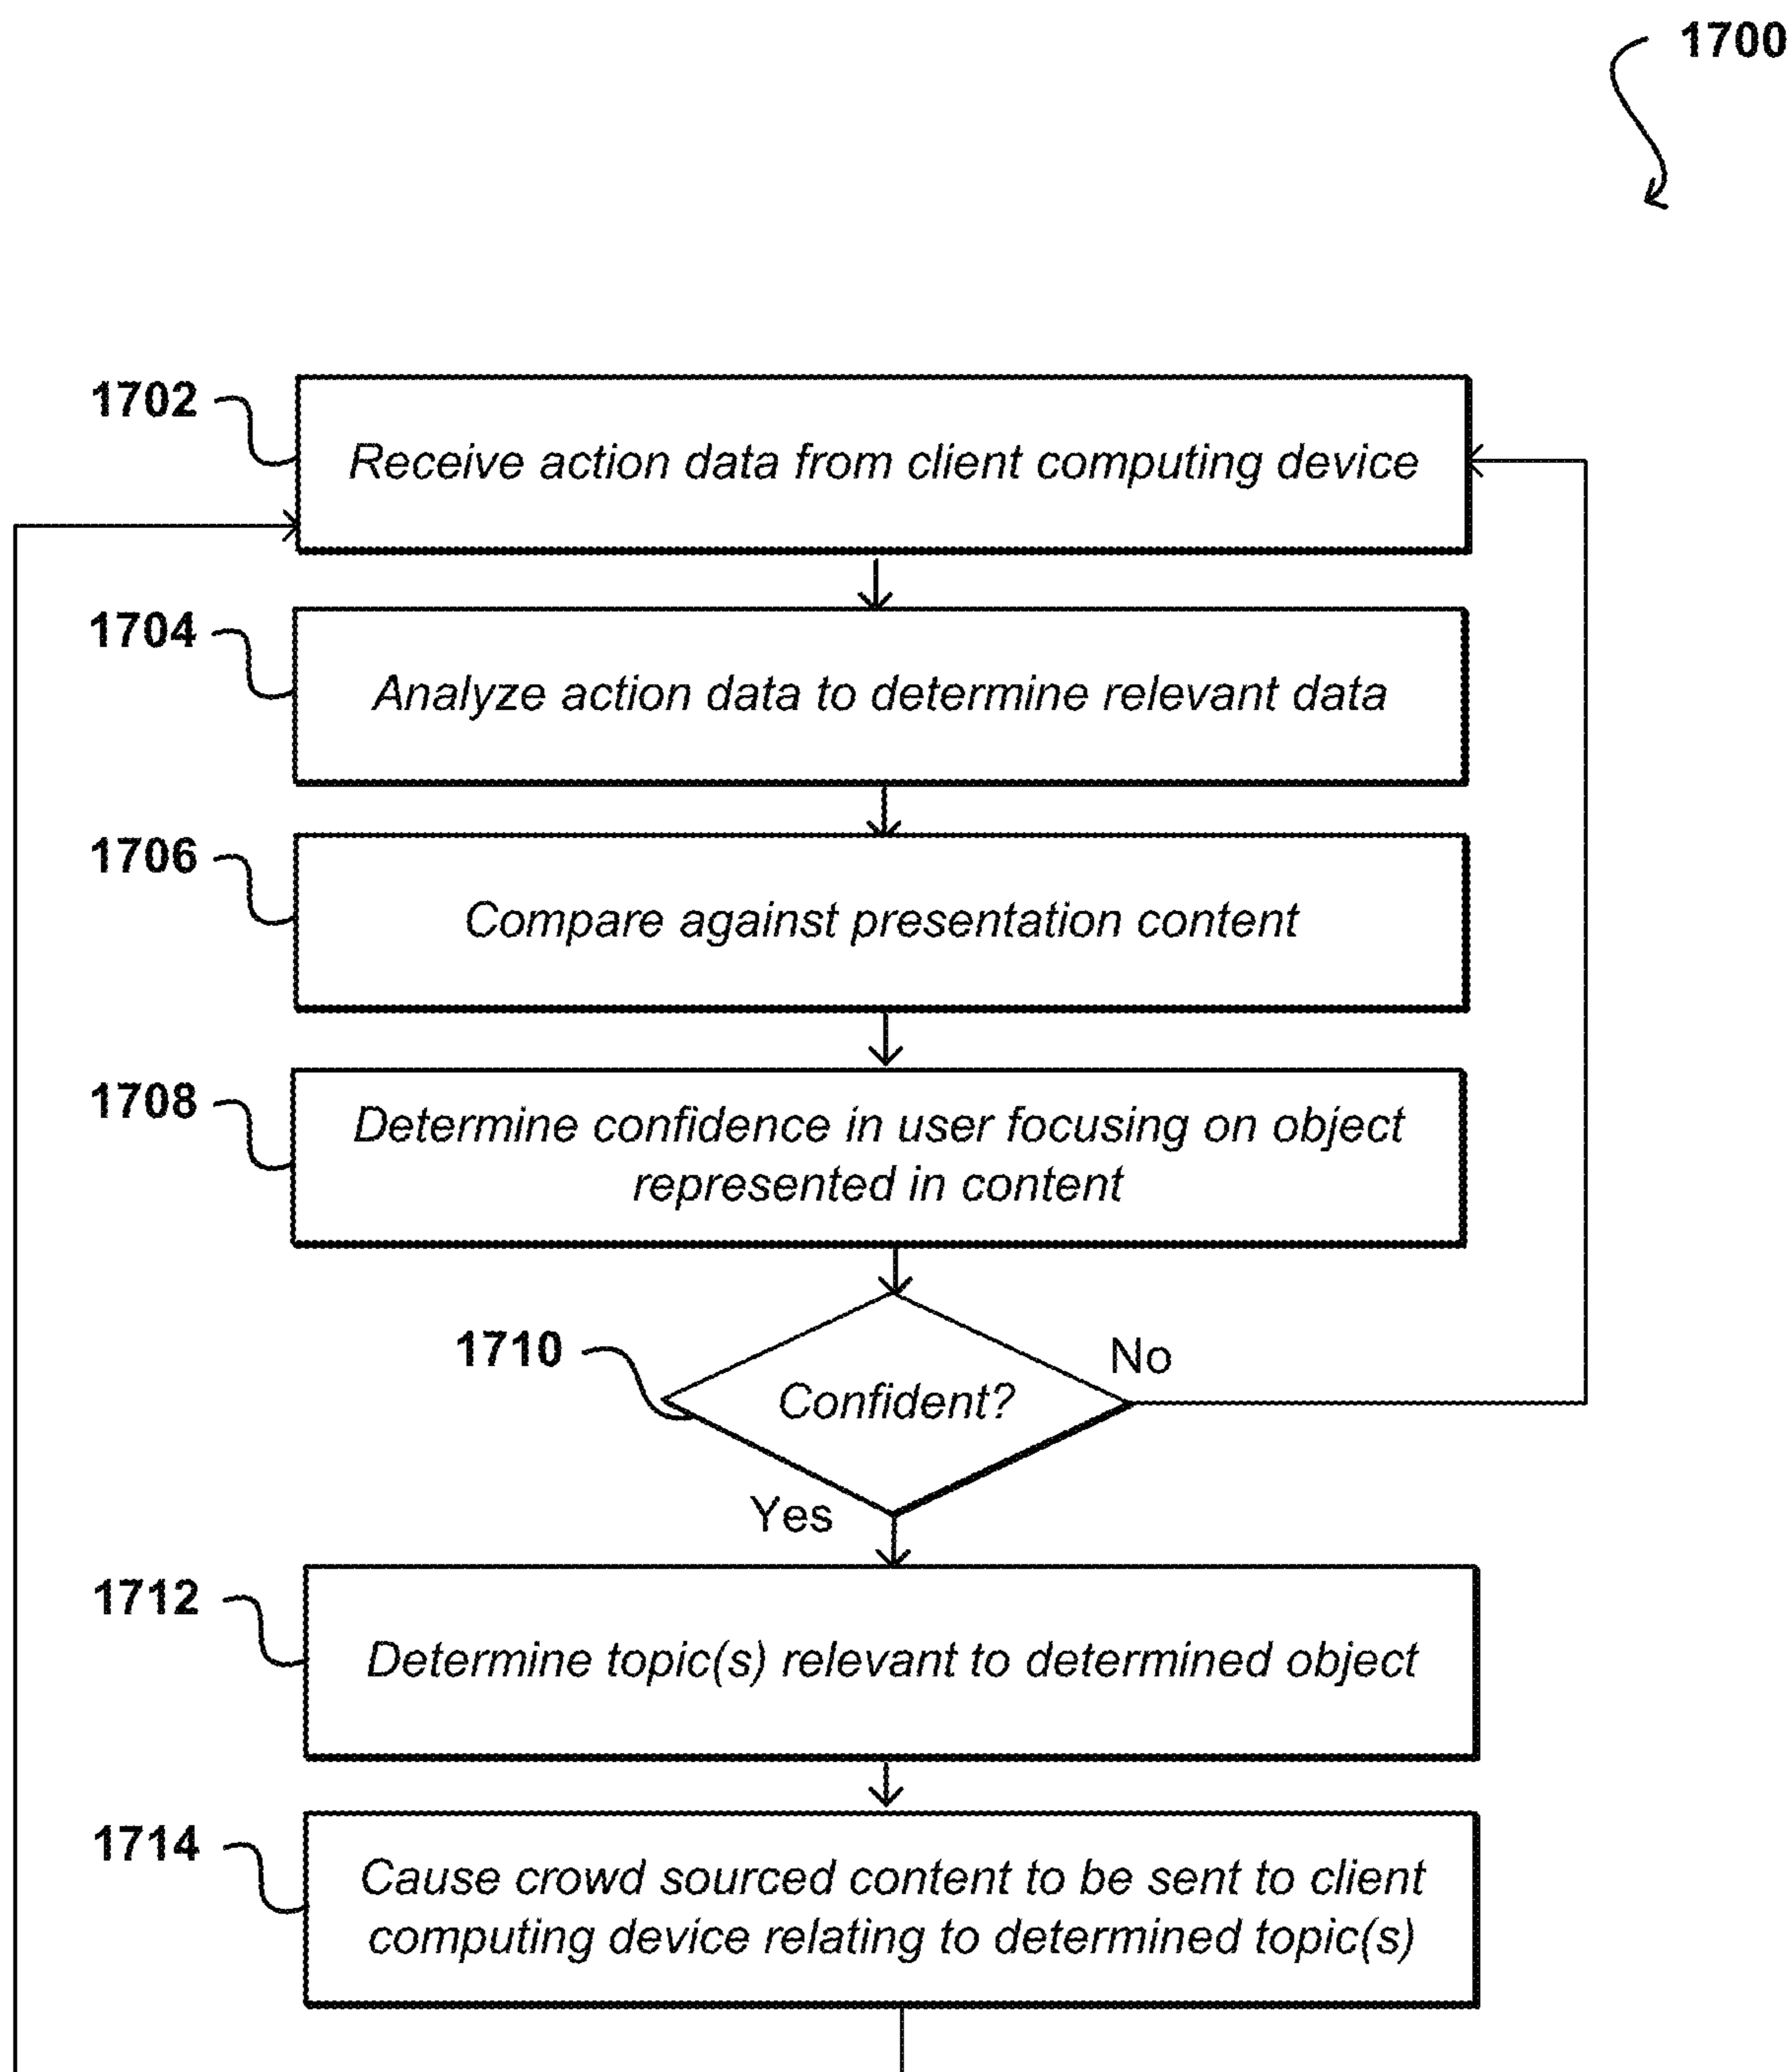 1700
1702
Receive action data from client computing device
1704
Analyze action data to determine relevant data
1706
Compare against presentation content
1708
Determine confidence in user focusing on object
represented in content
1710
Confident?
No
Yes
1712
Determine topic(s) relevant to determined object
1714
Cause crowd sourced content to be sent to client
computing device relating to determined topic(s)